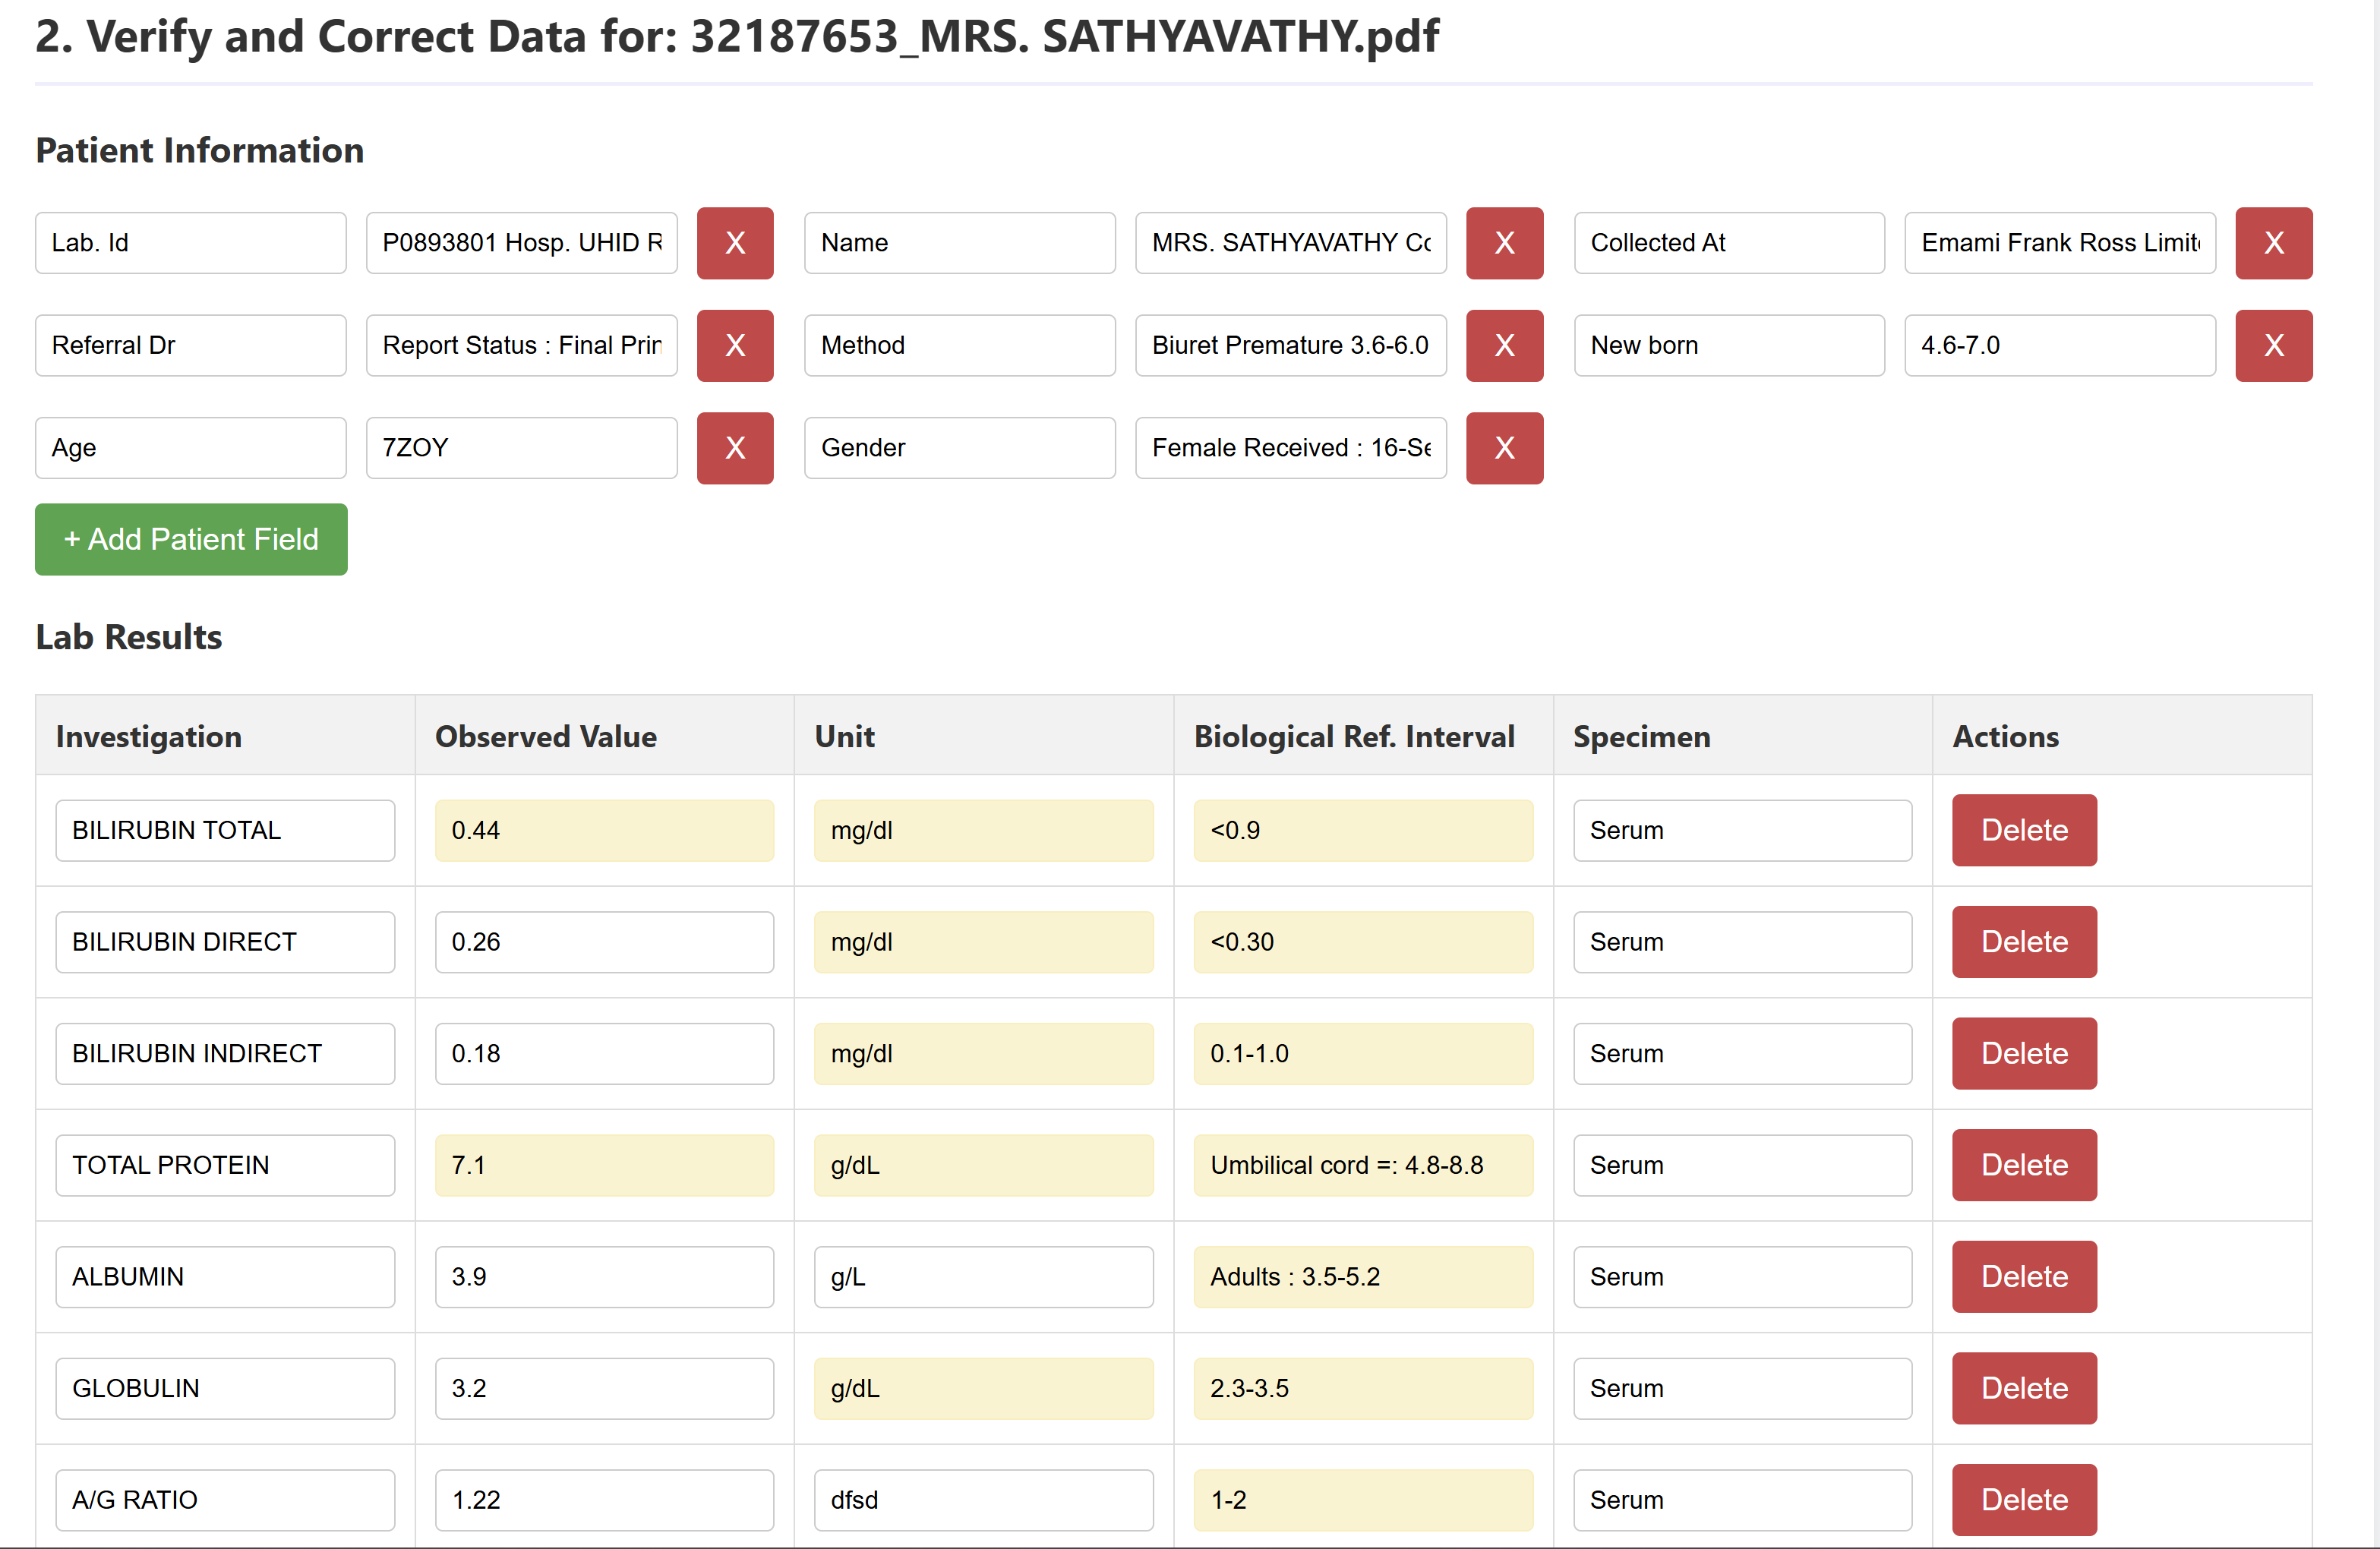 2. Verify and Correct Data for: 32187653_MRS. SATHYAVATHY.pdf
Patient Information
Lab. Id P0893801 Hosp. UHID R X Name MRS. SATHYAVATHY Co X Collected At Emami Frank Ross Limit X
Referral Dr Report Status : Final Prin X Method Biuret Premature 3.6-6.0 X New born 4.6-7.0 X
Age 7ZOY X Gender Female Received : 16-Se X
+ Add Patient Field
Lab Results
Investigation Observed Value Unit Biological Ref. Interval Specimen Actions
BILIRUBIN TOTAL 0.44 mg/dl <0.9 Serum Delete
BILIRUBIN DIRECT 0.26 mg/dl <0.30 Serum Delete
BILIRUBIN INDIRECT 0.18 mg/dl 0.1-1.0 Serum Delete
TOTAL PROTEIN 7.1 g/dL Umbilical cord =: 4.8-8.8 Serum Delete
ALBUMIN 3.9 g/L Adults : 3.5-5.2 Serum Delete
GLOBULIN 3.2 g/dL 2.3-3.5 Serum Delete
A/G RATIO 1.22 dfsd 1-2 Serum Delete